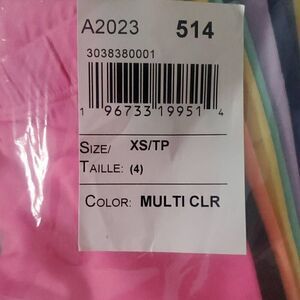 A2023 514
3038380001
1 96733 19951 4
SIZE/ XS/TP
TAILLE: (4)
COLOR: MULTI CLR